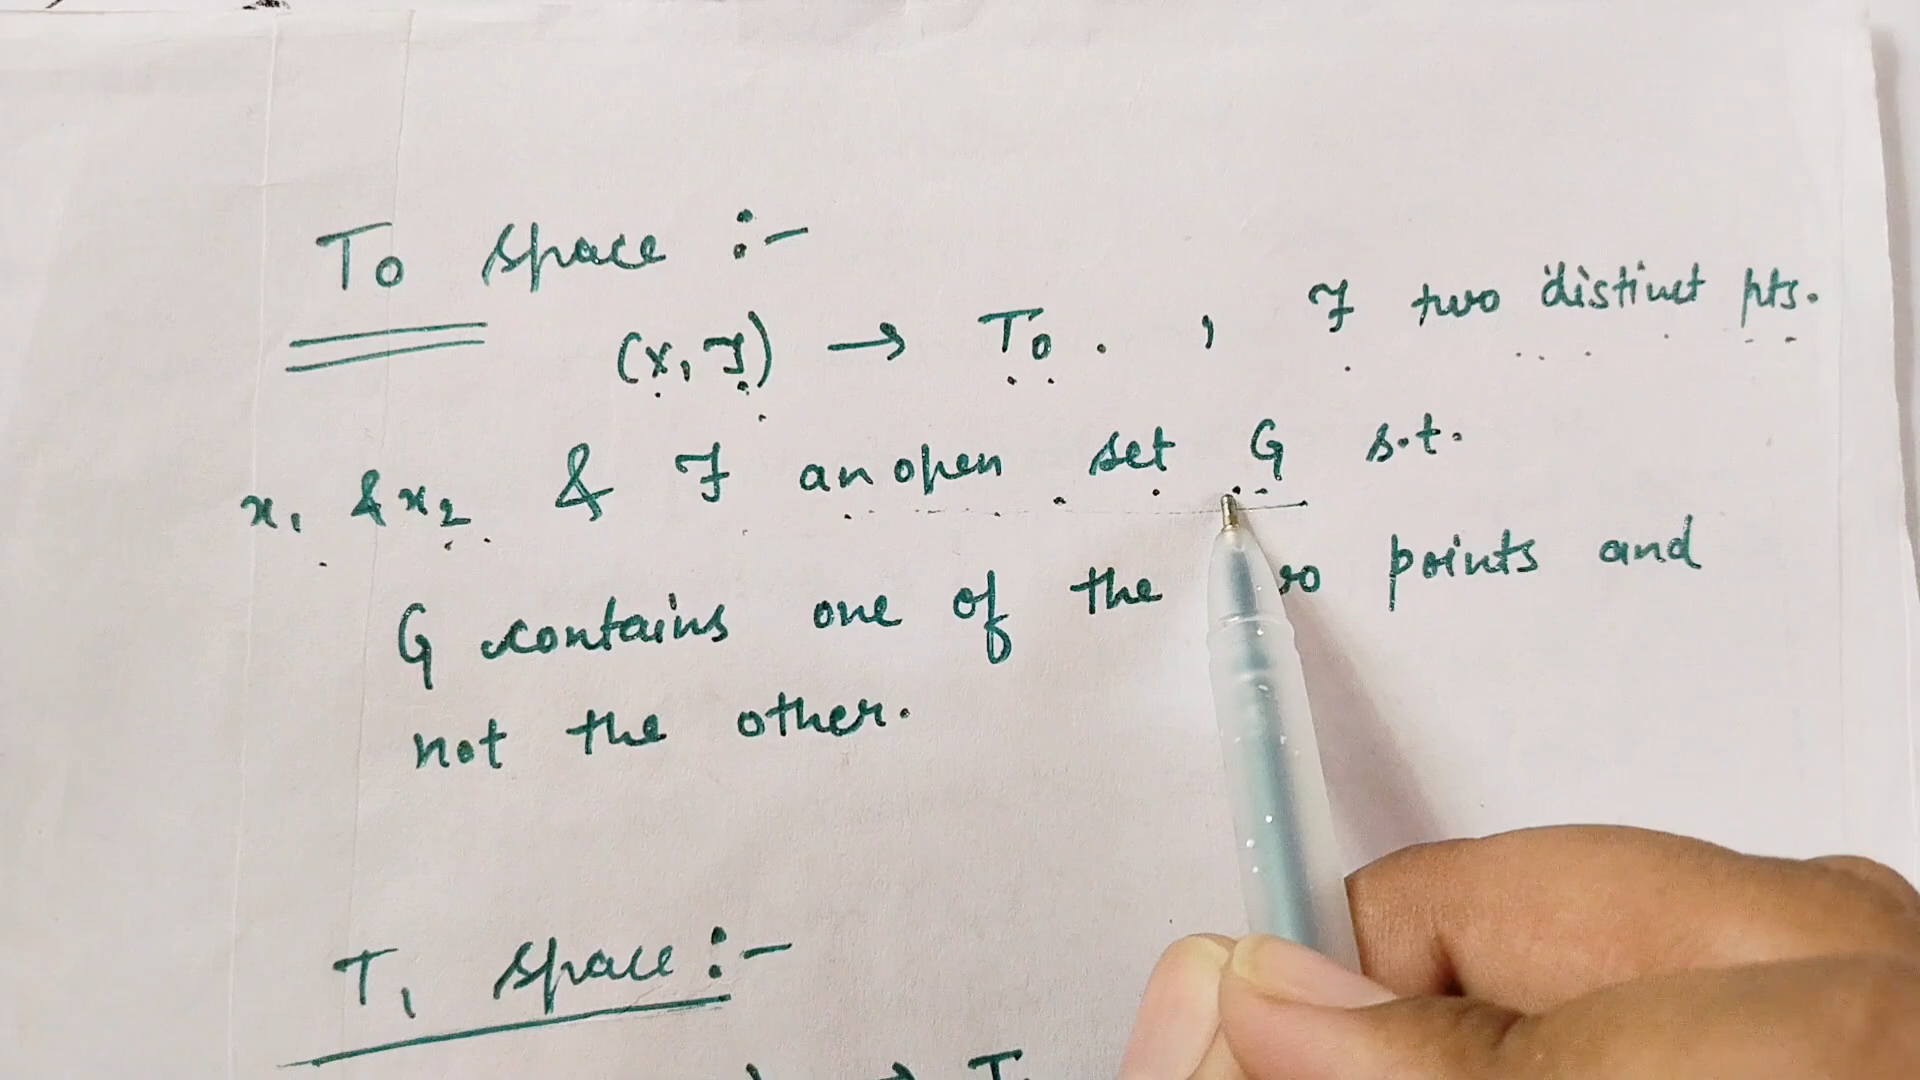 To space :-
(X, J) → To . , ∃ two distinct pts.
x₁ & x₂ & ∃ an open set G s.t.
G contains one of the points and
not the other.
T₁ space :-